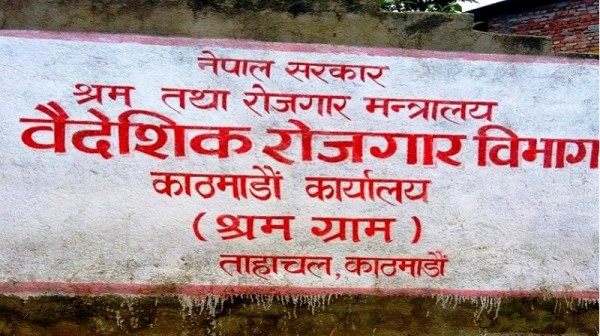 नेपाल सरकार
श्रम तथा रोजगार मन्त्रालय
वैदेशिक रोजगार विभाग
काठमाडौं कार्यालय
( श्रम ग्राम )
ताहाचल, काठमाडौं